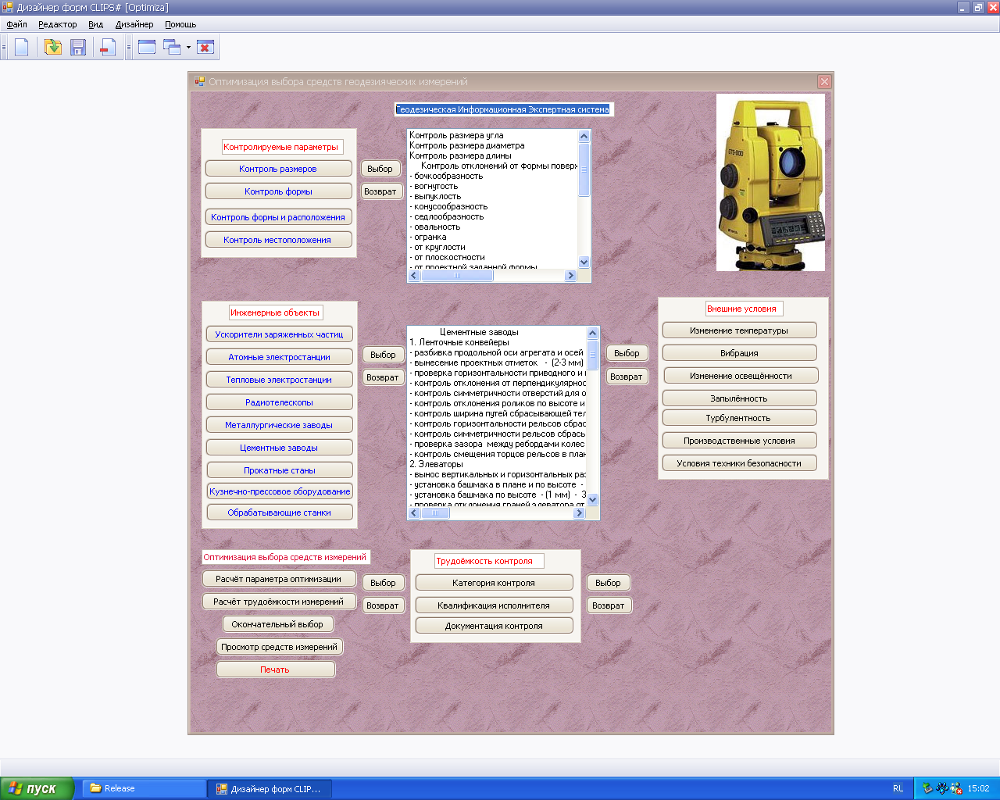 Дизайнер форм CLIPS# [Optimiza]
Файл Редактор Вид Дизайнер Помощь
Оптимизация выбора средств геодезияческих измерений
Геодезическая Информационная Экспертная система
Контролируемые параметры
Контроль размеров
Контроль формы
Контроль формы и расположения
Контроль местоположения
Выбор
Возврат
Контроль размера угла
Контроль размера диаметра
Контроль размера длины
Контроль отклонений от формы поверх
- бочкообразность
- вогнутость
- выпуклость
- конусообразность
- седлообразность
- овальность
- огранка
- от круглости
- от плоскостности
- от проектной заданной формы
GTS-800
Инженерные объекты
Ускорители заряженных частиц
Атомные электростанции
Тепловые электростанции
Радиотелескопы
Металлургические заводы
Цементные заводы
Прокатные станы
Кузнечно-прессовое оборудование
Обрабатывающие станки
Выбор
Возврат
Цементные заводы
1. Ленточные конвейеры
- разбивка продольной оси агрегата и осей
- вынесение проектных отметок - (2-3 мм)
- проверка горизонтальности приводного и
- контроль отклонения от перпендикулярнос
- контроль симметричности отверстий для о
- контроль отклонения роликов по высоте и
- контроль ширина путей сбрасывающей тел
- контроль горизонтальности рельсов сбрас
- контроль симметричности рельсов сбрасы
- проверка зазора между ребордами колес
- контроль смещения торцов рельсов в план
2. Элеваторы
- вынос вертикальных и горизонтальных раз
- установка башмака в плане и по высоте -
- установка башмака по высоте - (1 мм) - 3
- проверка отклонения граней элеватора от
Выбор
Возврат
Внешние условия
Изменение температуры
Вибрация
Изменение освещённости
Запылённость
Турбулентность
Производственные условия
Условия техники безопасности
Оптимизация выбора средств измерений
Расчёт параметра оптимизации
Расчёт трудоёмкости измерений
Окончательный выбор
Просмотр средств измерений
Печать
Выбор
Возврат
Трудоёмкость контроля
Категория контроля
Квалификация исполнителя
Документация контроля
Выбор
Возврат
пуск Release Дизайнер форм CLIP... RL 15:02